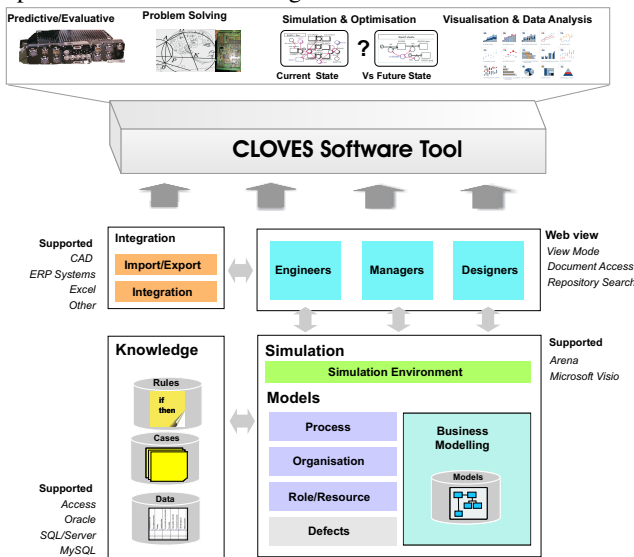 Predictive/Evaluative
Problem Solving
Simulation & Optimisation
Visualisation & Data Analysis
?
Current State
Vs Future State
CLOVES Software Tool
Supported
CAD
ERP Systems
Excel
Other
Integration
Import/Export
Integration
Engineers
Managers
Designers
Web view
View Mode
Document Access
Repository Search
Knowledge
Rules
if
then
Cases
Data
Supported
Access
Oracle
SQL/Server
MySQL
Simulation
Simulation Environment
Models
Process
Organisation
Role/Resource
Defects
Business
Modelling
Models
Supported
Arena
Microsoft Visio